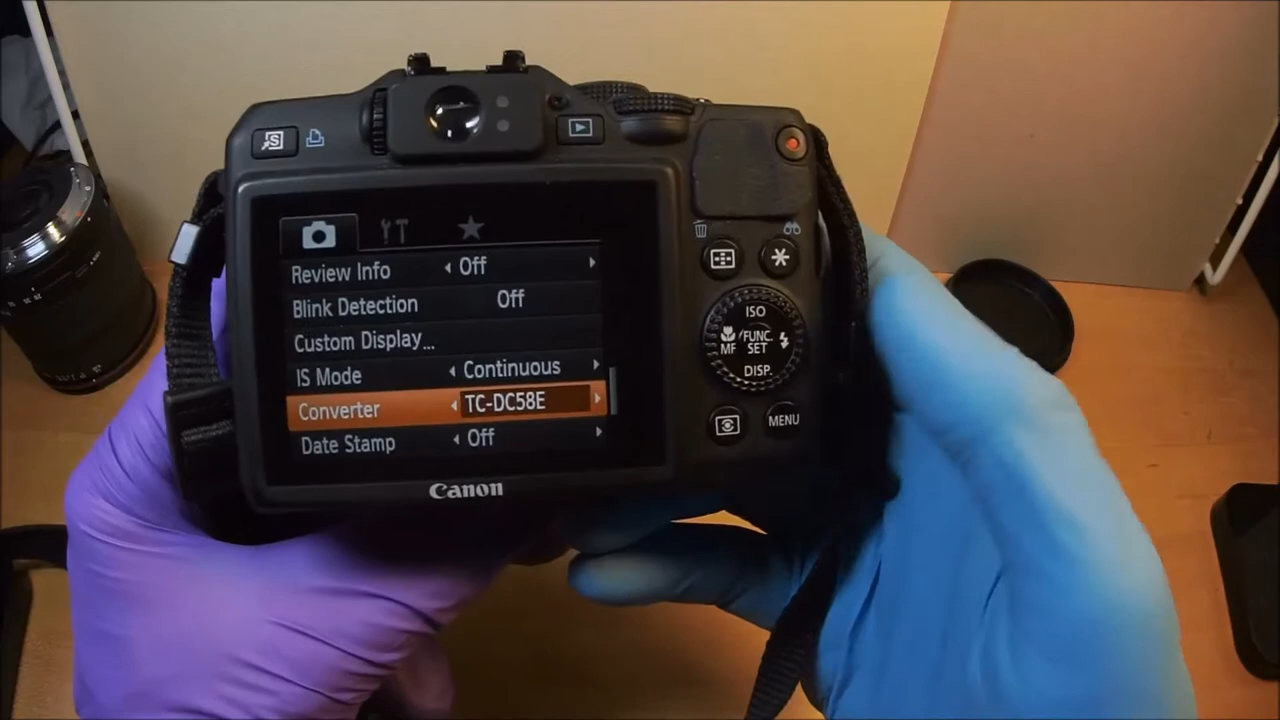 S
Review Info Off
Blink Detection Off
Custom Display...
IS Mode Continuous
Converter TC-DC58E
Date Stamp Off
Canon
ISO
MF FUNC. SET
DISP.
MENU